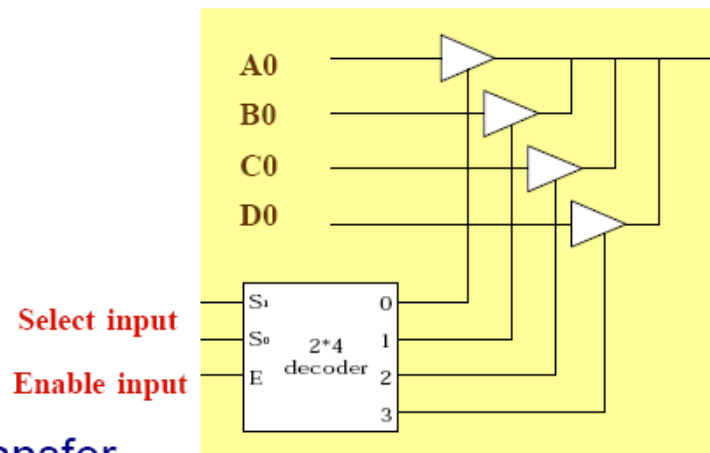 A0
B0
C0
D0
Select input
Enable input
S₁
S₀
E
2*4
decoder
0
1
2
3